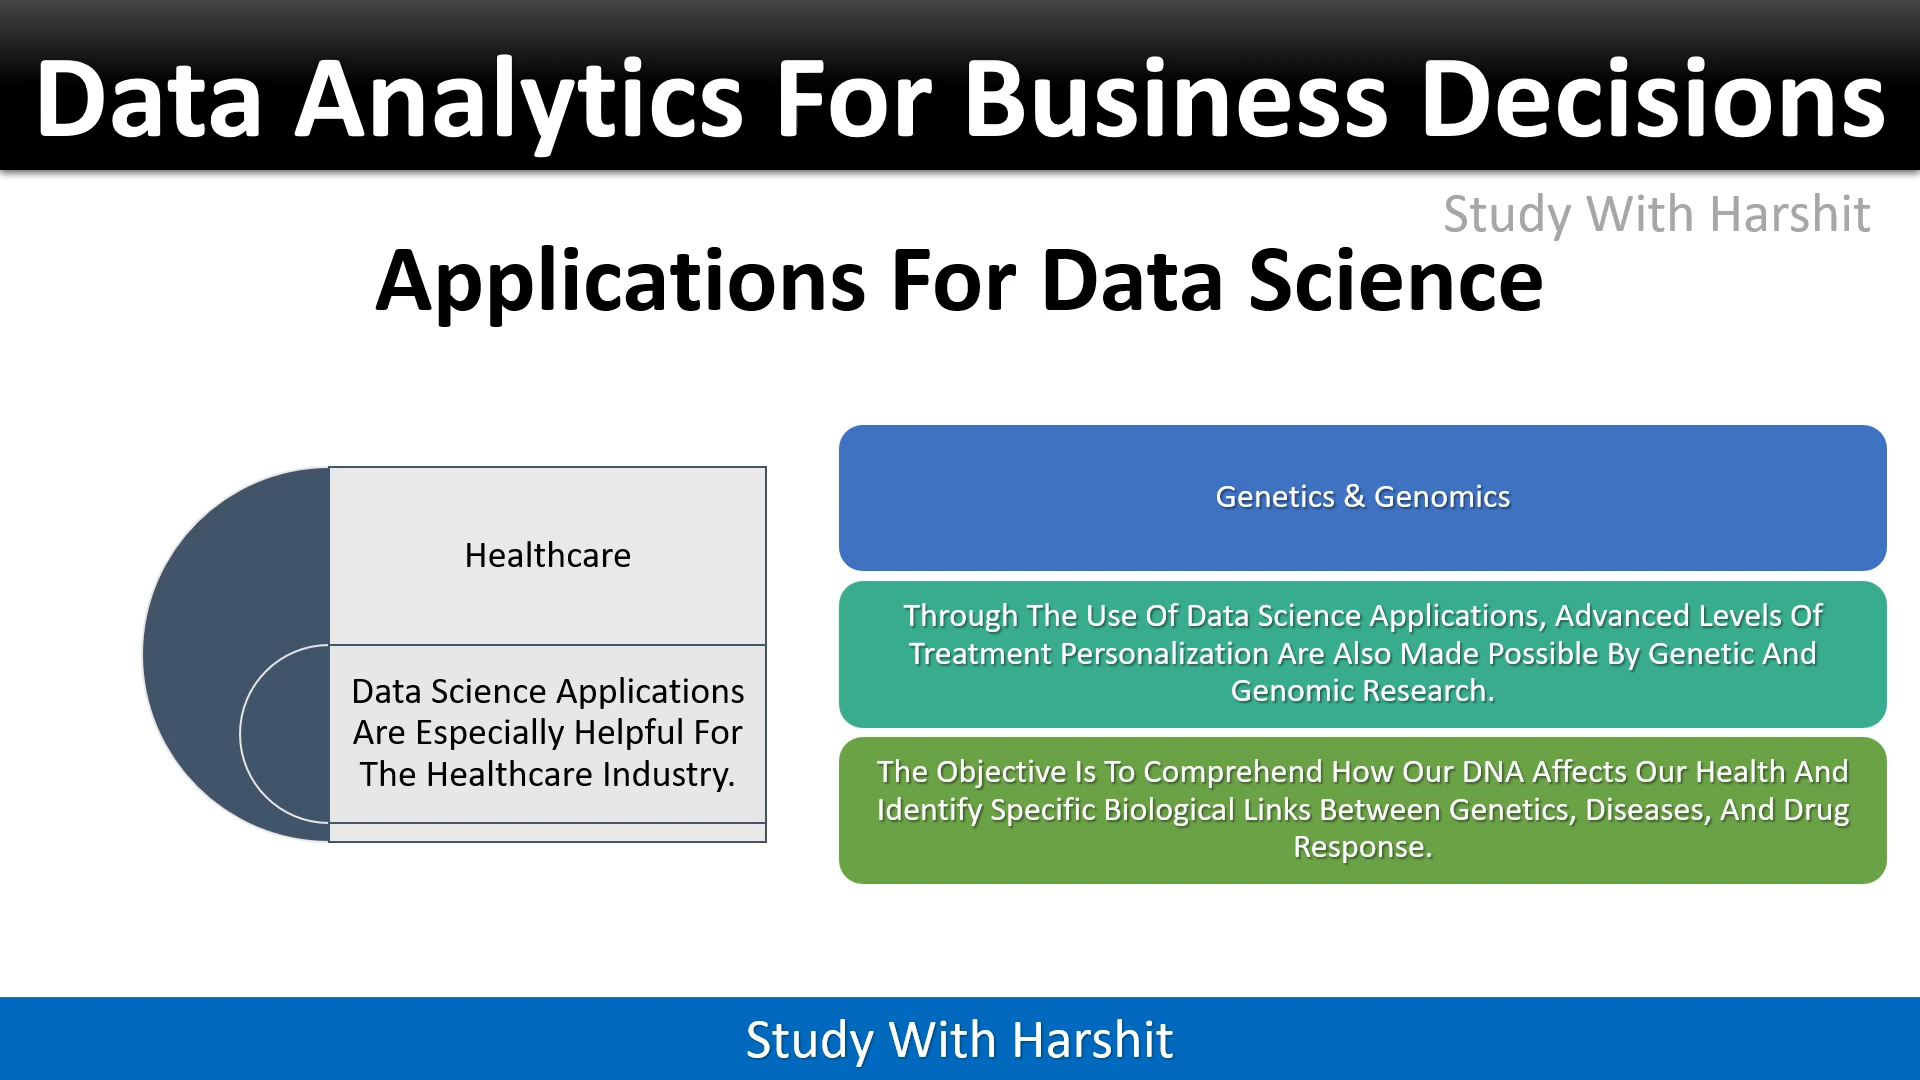 Data Analytics For Business Decisions
Study With Harshit
Applications For Data Science
Healthcare
Data Science Applications
Are Especially Helpful For
The Healthcare Industry.
Genetics & Genomics
Through The Use Of Data Science Applications, Advanced Levels Of
Treatment Personalization Are Also Made Possible By Genetic And
Genomic Research.
The Objective Is To Comprehend How Our DNA Affects Our Health And
Identify Specific Biological Links Between Genetics, Diseases, And Drug
Response.
Study With Harshit